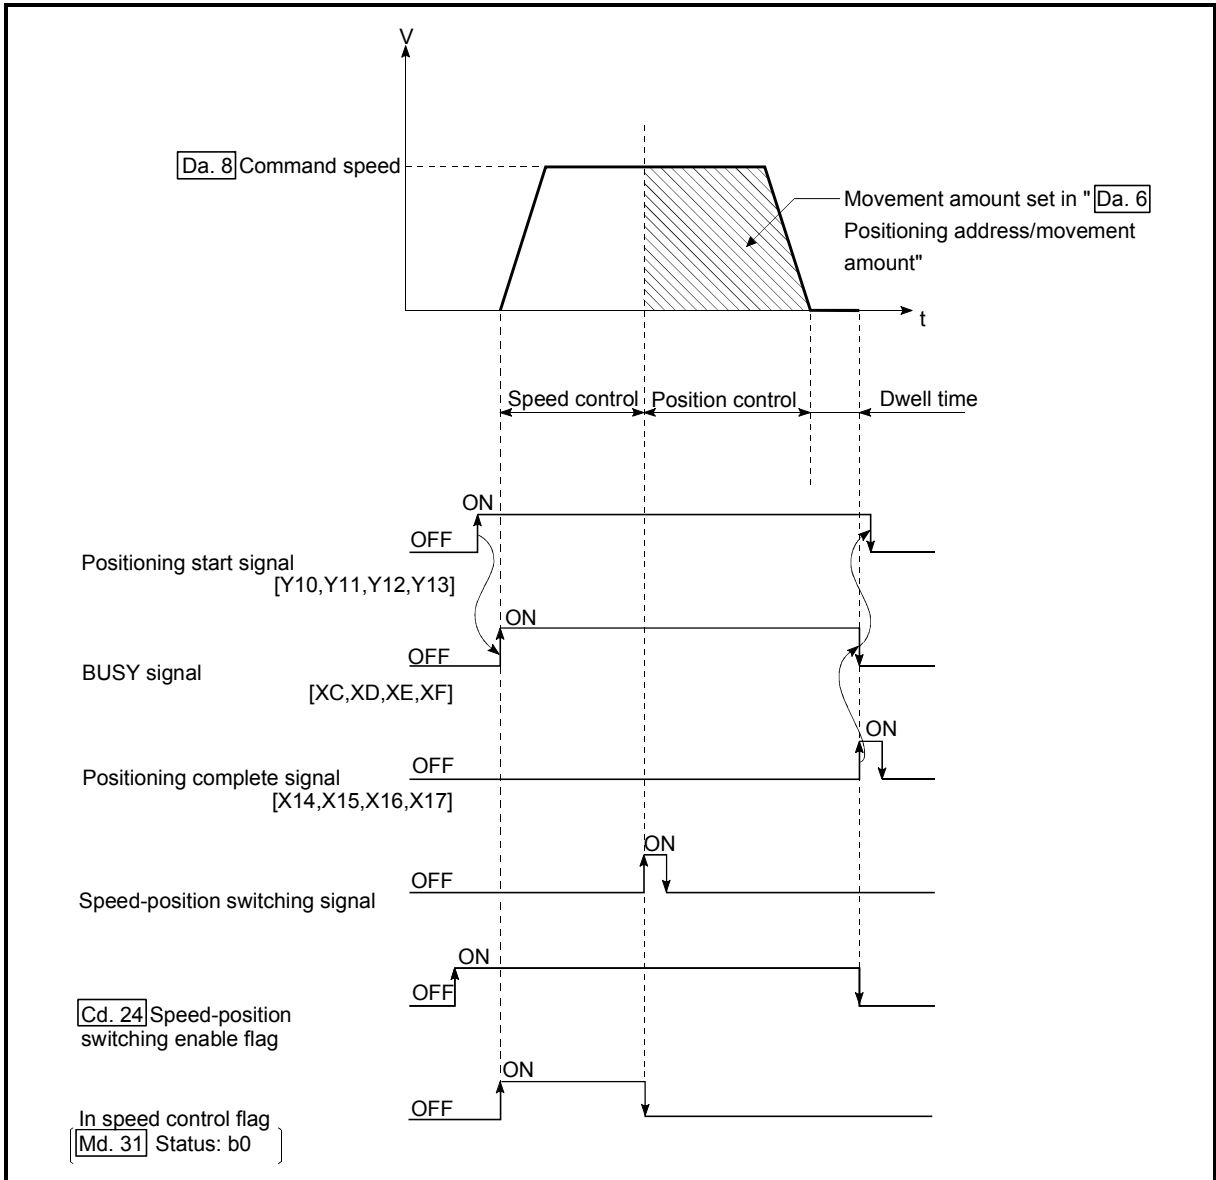 V
Da. 8 Command speed
Movement amount set in " Da. 6
Positioning address/movement
amount"
t
Speed control
Position control
Dwell time
ON
OFF
Positioning start signal
[Y10,Y11,Y12,Y13]
ON
OFF
BUSY signal
[XC,XD,XE,XF]
ON
OFF
Positioning complete signal
[X14,X15,X16,X17]
ON
OFF
Speed-position switching signal
ON
OFF
Cd. 24 Speed-position
switching enable flag
ON
OFF
In speed control flag
Md. 31 Status: b0